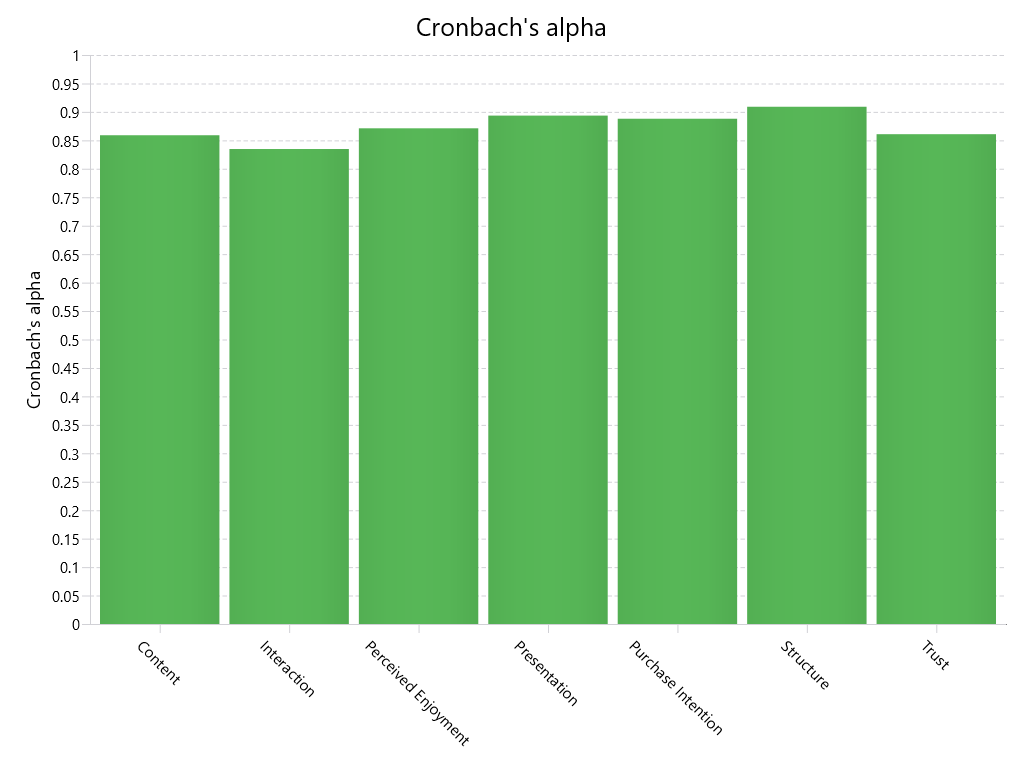 Cronbach's alpha
Cronbach's alpha
1
0.95
0.9
0.85
0.8
0.75
0.7
0.65
0.6
0.55
0.5
0.45
0.4
0.35
0.3
0.25
0.2
0.15
0.1
0.05
0
Content
Interaction
Perceived Enjoyment
Presentation
Purchase Intention
Structure
Trust